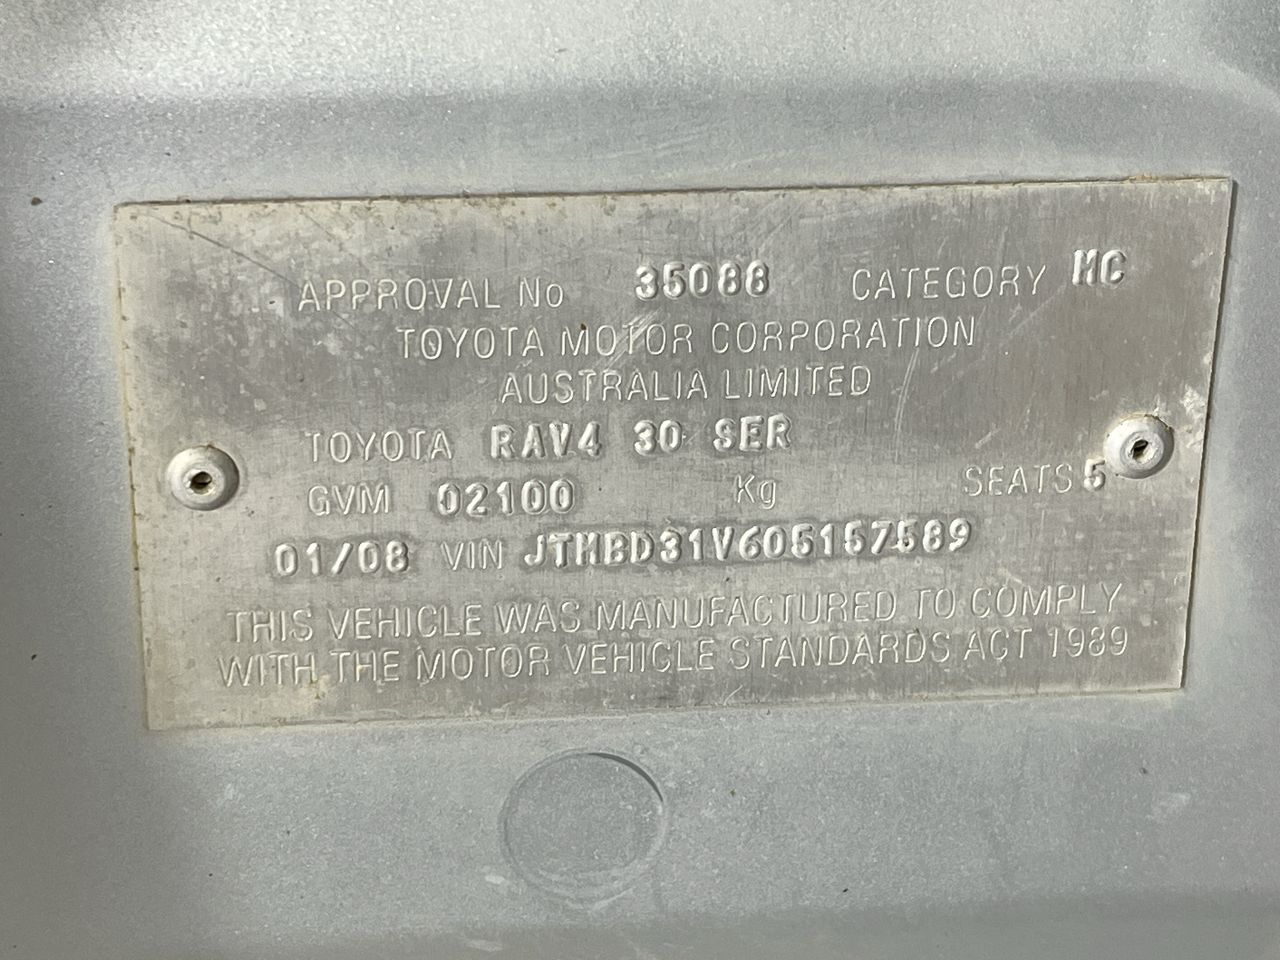 APPROVAL No 35088 CATEGORY MC
TOYOTA MOTOR CORPORATION
AUSTRALIA LIMITED
TOYOTA RAV4 30 SER
GVM 02100 Kg SEATS 5
01/08 VIN JTMBD31V605157589
THIS VEHICLE WAS MANUFACTURED TO COMPLY
WITH THE MOTOR VEHICLE STANDARDS ACT 1989